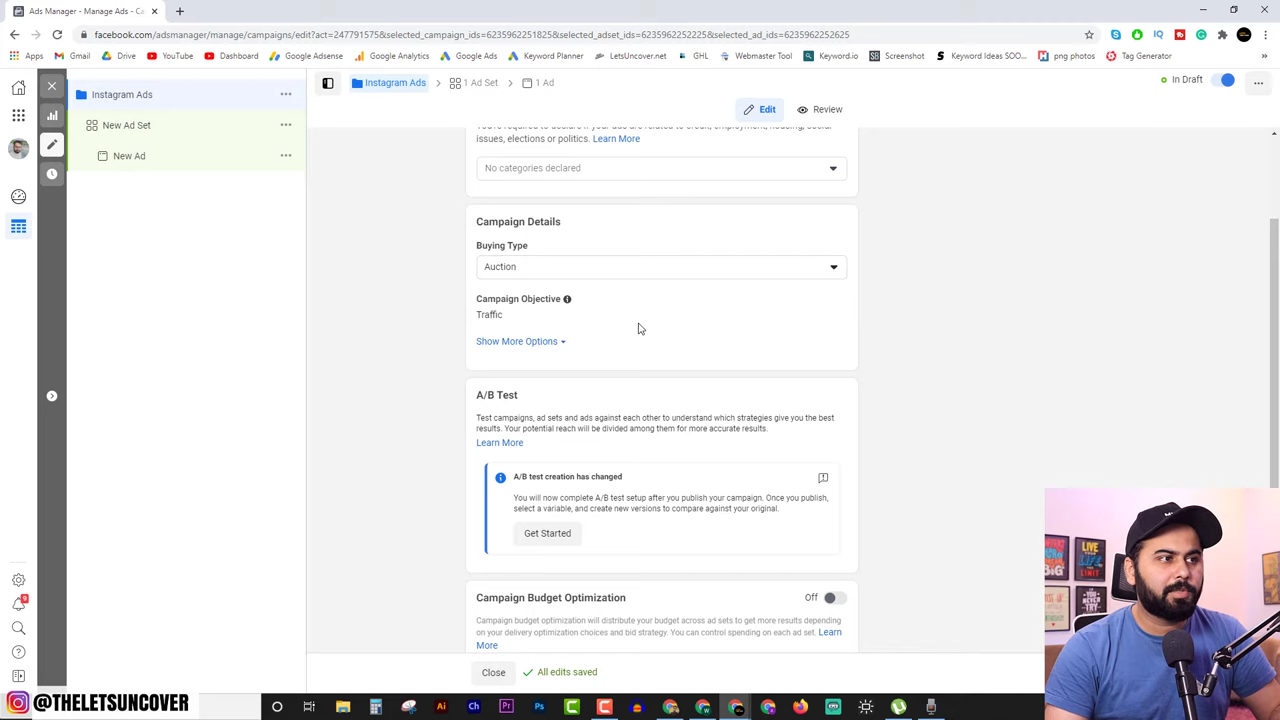 Ads Manager - Manage Ads - Ca
facebook.com/adsmanager/manage/campaigns/edit?act=247791575&selected_campaign_ids=6235962251625&selected_adset_ids=6235962252225&selected_ad_ids=6235962252625
Apps
Gmail
Drive
YouTube
Dashboard
Google Adsense
Google Analytics
Keyword Planner
LetsUncover.net
GHL
Webmaster Tool
Keyword.io
Screenshot
Keyword Ideas SOO...
png photos
Tag Generator
Instagram Ads
1 Ad Set
1 Ad
In Draft
Instagram Ads
Edit
Review
New Ad Set
New Ad
issues, elections or politics. Learn More
No categories declared
Campaign Details
Buying Type
Auction
Campaign Objective
Traffic
Show More Options
A/B Test
Test campaigns, ad sets and ads against each other to understand which strategies give you the best
results. Your potential reach will be divided among them for more accurate results.
Learn More
A/B test creation has changed
You will now complete A/B test setup after you publish your campaign. Once you publish,
select a variable, and create new versions to compare against your original.
Get Started
Campaign Budget Optimization
Off
Campaign budget optimization will distribute your budget across ad sets to get more results depending
on your delivery optimization choices and bid strategy. You can control spending on each ad set. Learn
More
Close
All edits saved
@THELETSUNCOVER
LIVE
YOUR
LIFE
LIMIT
BIG
YOU
NEVER
TRY